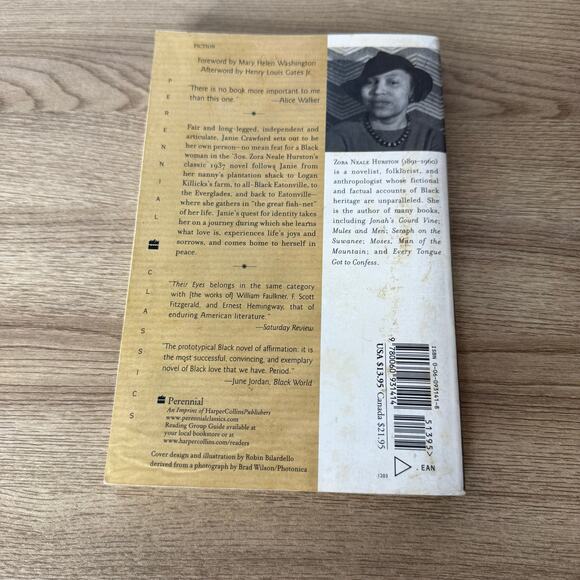 FICTION
Foreword by Mary Helen Washington
Afterword by Henry Louis Gates Jr.
"There is no book more important to me
than this one." —Alice Walker
Fair and long-legged, independent and
articulate, Janie Crawford sets out to be
her own person—no mean feat for a Black
woman in the '30s. Zora Neale Hurston's
classic 1937 novel follows Janie from
her nanny's plantation shack to Logan
Killicks's farm, to all-Black Eatonville, to
the Everglades, and back to Eatonville—
where she gathers in "the great fish-net"
of her life. Janie's quest for identity takes
her on a journey during which she learns
what love is, experiences life's joys and
sorrows, and comes home to herself in
peace.
"Their Eyes belongs in the same category
with [the works of] William Faulkner, F. Scott
Fitzgerald, and Ernest Hemingway, that
of enduring American literature."
—Saturday Review
"The prototypical Black novel of affirmation: it is
the most successful, convincing, and exemplary
novel of Black love that we have. Period."
—June Jordan, Black World
Perennial
An Imprint of HarperCollinsPublishers
www.perennialclassics.com
Reading Group Guide available at
your local bookstore or at
www.harpercollins.com/readers
Cover design and illustration by Robin Bilardello
derived from a photograph by Brad Wilson/Photonica
PERENNIAL
CLASSICS
ZORA NEALE HURSTON (1891–1960)
is a novelist, folklorist, and
anthropologist whose fictional
and factual accounts of Black
heritage are unparalleled. She
is the author of many books,
including Jonah's Gourd Vine;
Mules and Men; Seraph on the
Suwanee; Moses, Man of the
Mountain; and Every Tongue
Got to Confess.
ISBN 0-06-093141-8
51395>
9 780060 931414
USA $13.95 Canada $21.95
EAN
1203